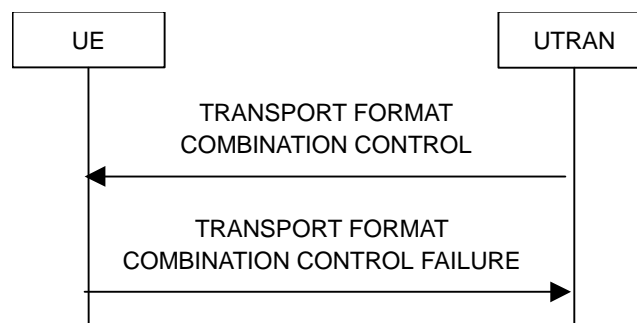 UE
UTRAN
TRANSPORT FORMAT
COMBINATION CONTROL
TRANSPORT FORMAT
COMBINATION CONTROL FAILURE